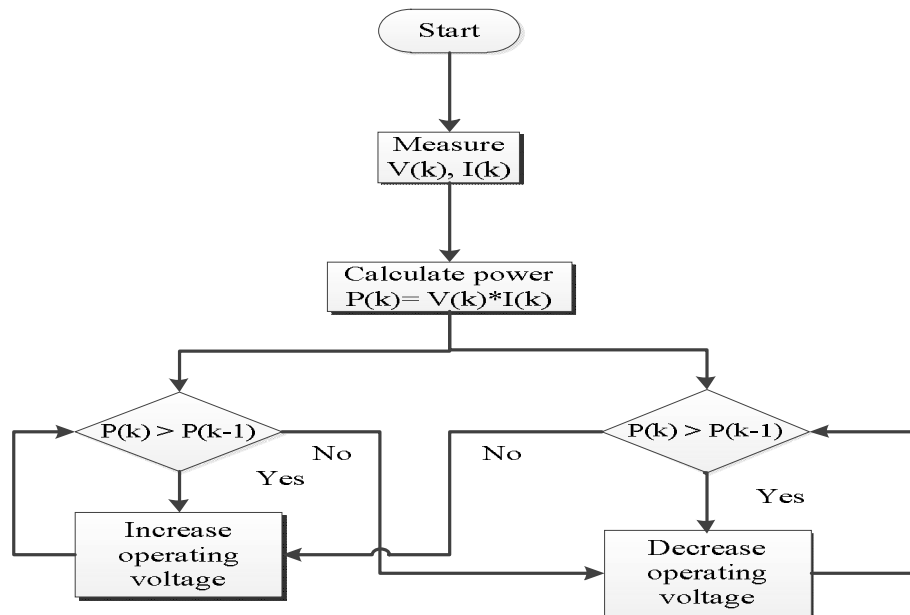 Start
Measure
V(k), I(k)
Calculate power
P(k)= V(k)*I(k)
P(k) > P(k-1)
No
Yes
Increase
operating
voltage
P(k) > P(k-1)
No
Yes
Decrease
operating
voltage